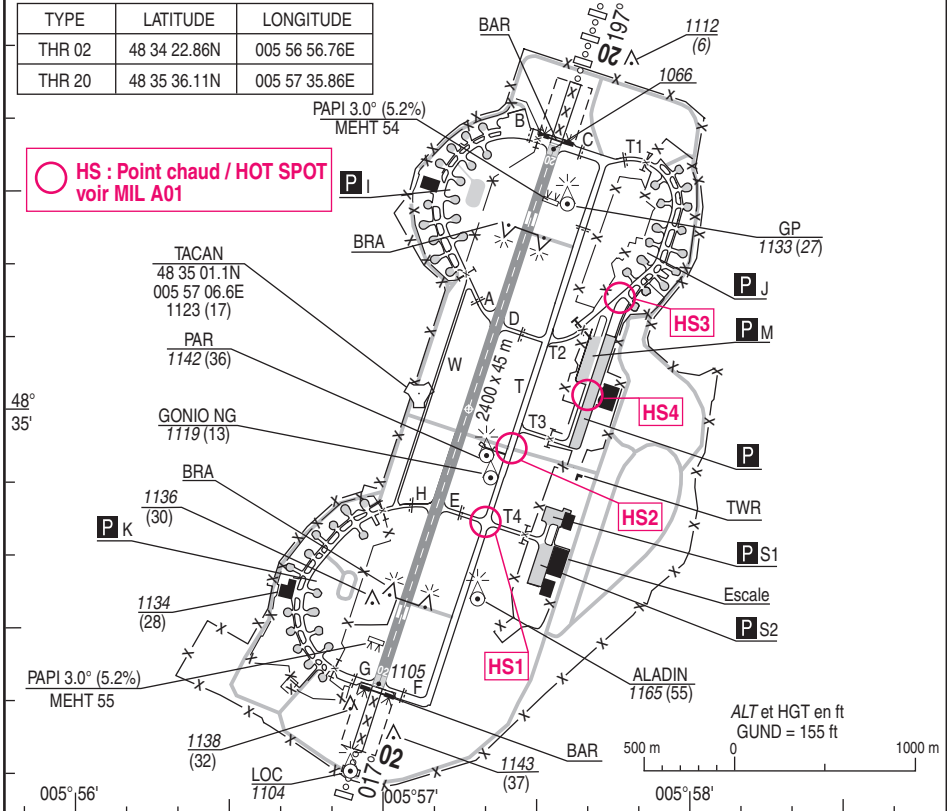 TYPE LATITUDE LONGITUDE
THR 02 48 34 22.86N 005 56 56.76E
THR 20 48 35 36.11N 005 57 35.86E
HS : Point chaud / HOT SPOT
voir MIL A01
BAR
197°
20
1112
(6)
1066
PAPI 3.0° (5.2%)
MEHT 54
B
C
T1
20
P I
BRA
GP
1133 (27)
TACAN
48 35 01.1N
005 57 06.6E
1123 (17)
P J
HS3
P M
A
D
T2
W
T
2400 x 45 m
PAR
1142 (36)
48°
35'
HS4
GONIO NG
1119 (13)
T3
P
BRA
1136
(30)
H
E
T4
HS2
TWR
P K
P S1
Escale
1134
(28)
P S2
HS1
PAPI 3.0° (5.2%)
MEHT 55
G
02
1105
F
ALADIN
1165 (55)
ALT et HGT en ft
GUND = 155 ft
1138
(32)
02
017°
1143
(37)
BAR
500 m 0 1000 m
LOC
1104
005°56' 005°57' 005°58'